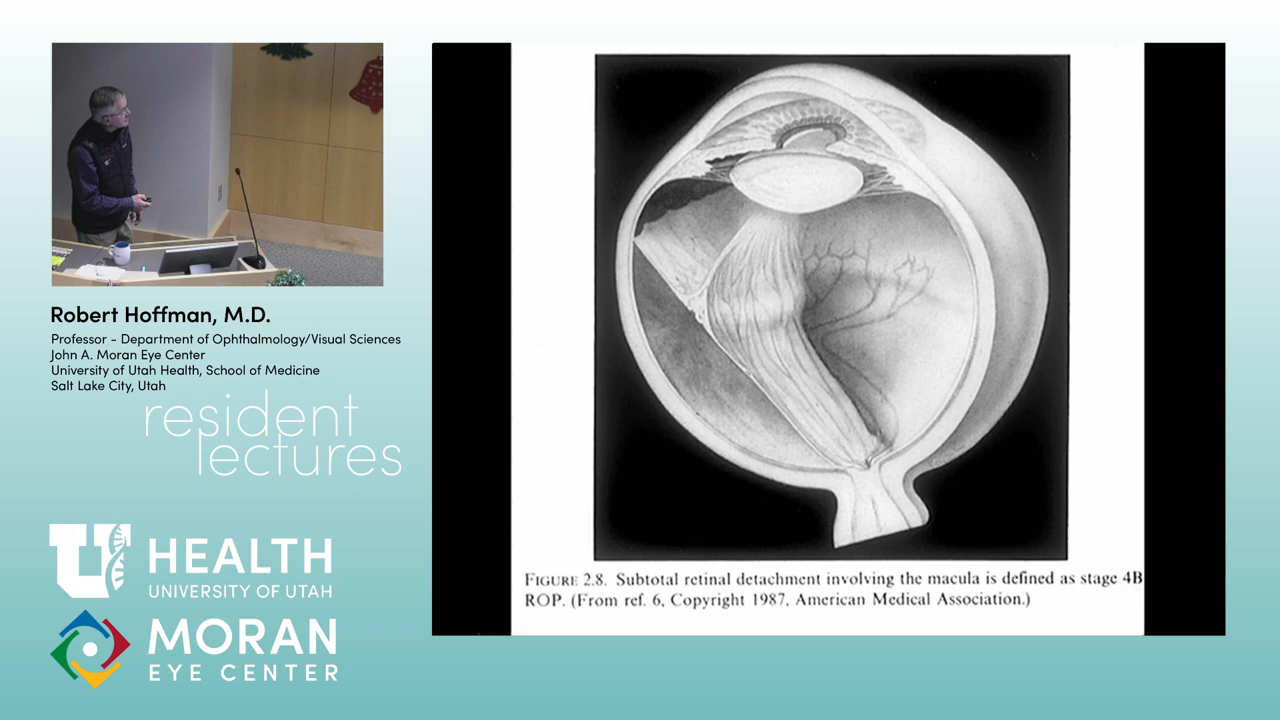 Robert Hoffman, M.D.
Professor - Department of Ophthalmology/Visual Sciences
John A. Moran Eye Center
University of Utah Health, School of Medicine
Salt Lake City, Utah
resident
lectures
U HEALTH
UNIVERSITY OF UTAH
MORAN
EYE CENTER
FIGURE 2.8. Subtotal retinal detachment involving the macula is defined as stage 4B
ROP. (From ref. 6, Copyright 1987, American Medical Association.)